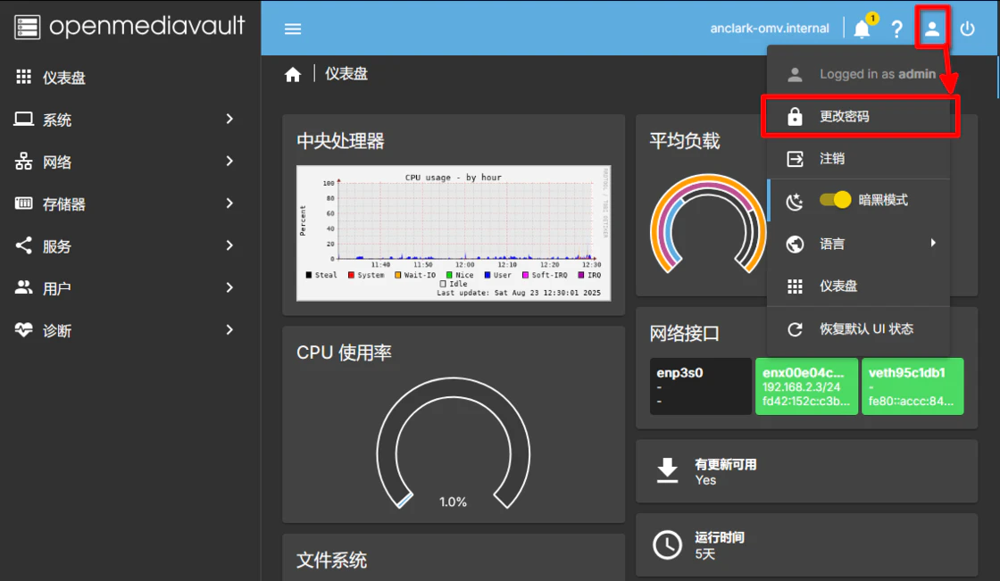 openmediavault
anclark-omv.internal
1
?
仪表盘
系统
网络
存储器
服务
用户
诊断
仪表盘
中央处理器
CPU usage - by hour
Percent
100
80
60
40
20
0
11:40 11:50 12:00 12:10 12:20 12:30
Steal System Wait-IO Nice User Soft-IRQ IRQ
Idle
Last update: Sat Aug 23 12:30:01 2025
CPU 使用率
1.0%
文件系统
平均负载
Logged in as admin
更改密码
注销
暗黑模式
语言
仪表盘
恢复默认 UI 状态
网络接口
enp3s0
-
-
enx00e04c...
192.168.2.3/24
fd42:152c:c3b...
veth95c1db1
-
fe80::accc:84...
有更新可用
Yes
运行时间
5天